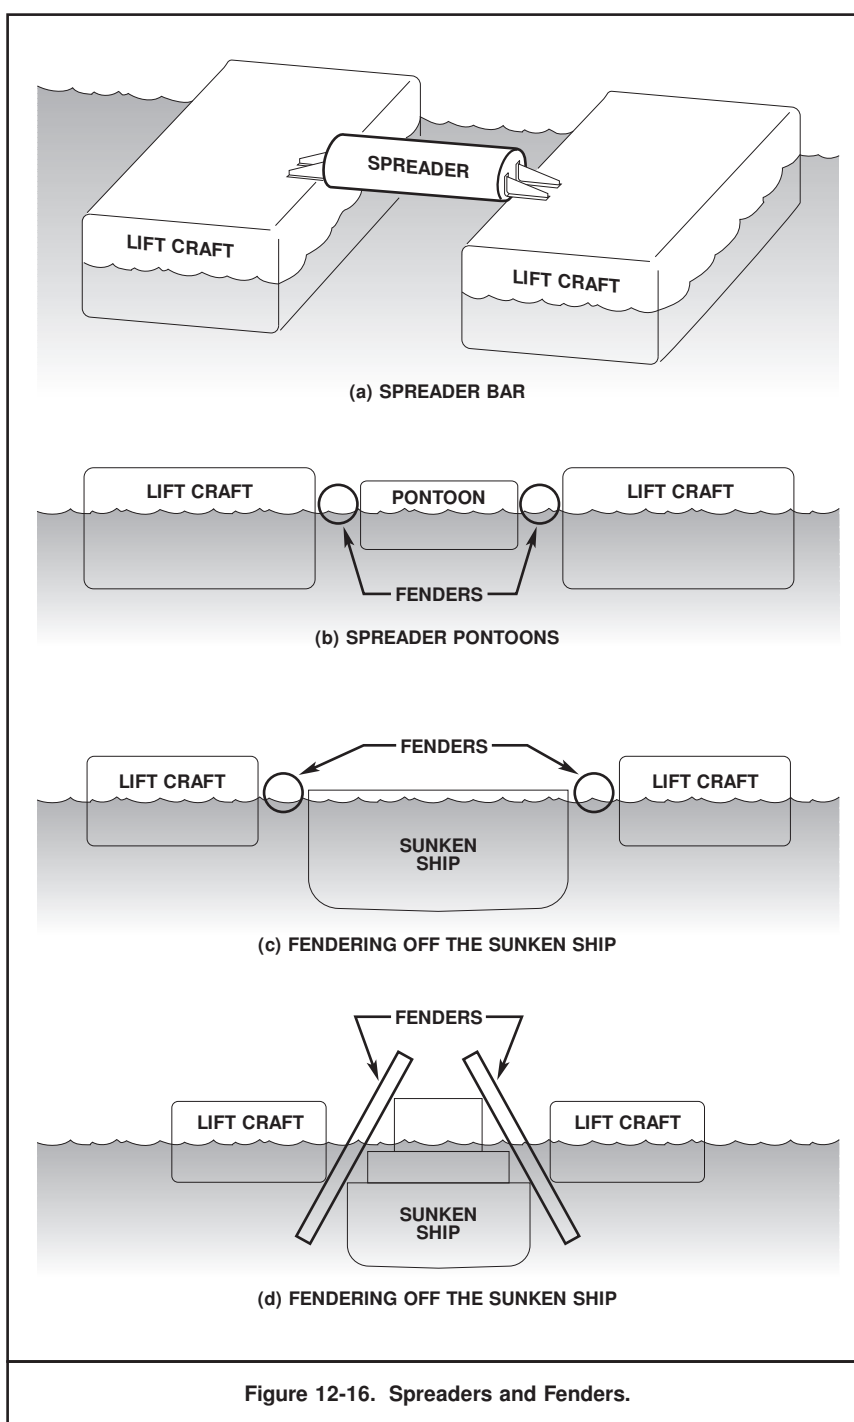 SPREADER
LIFT CRAFT
LIFT CRAFT
(a) SPREADER BAR
LIFT CRAFT
PONTOON
LIFT CRAFT
FENDERS
(b) SPREADER PONTOONS
FENDERS
LIFT CRAFT
LIFT CRAFT
SUNKEN
SHIP
(c) FENDERING OFF THE SUNKEN SHIP
FENDERS
LIFT CRAFT
LIFT CRAFT
SUNKEN
SHIP
(d) FENDERING OFF THE SUNKEN SHIP
Figure 12-16. Spreaders and Fenders.